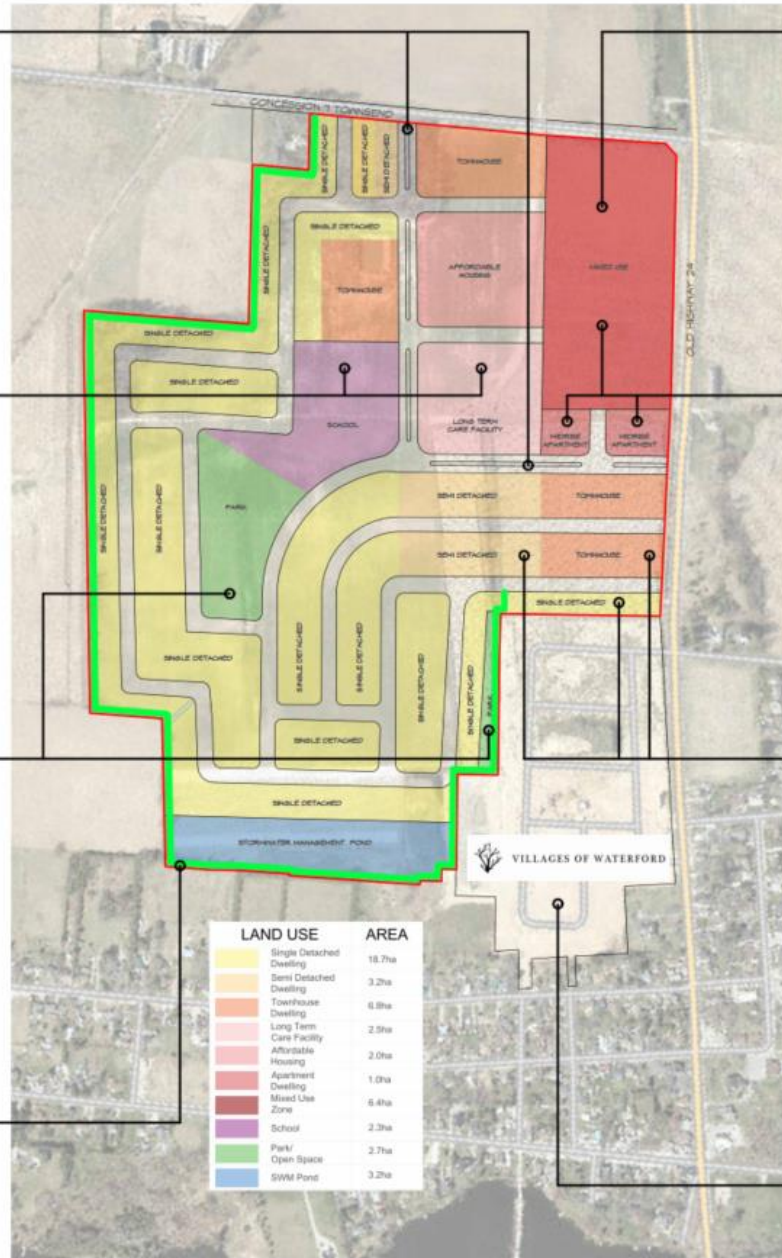 CONCESSION 7 TOWNSEND
SINGLE DETACHED
SINGLE DETACHED
SEMI DETACHED
TOWNHOUSE
SINGLE DETACHED
SINGLE DETACHED
TOWNHOUSE
AFFORDABLE
HOUSING
MIXED USE
OLD HIGHWAY 24
SINGLE DETACHED
SINGLE DETACHED
SCHOOL
LONG TERM
CARE FACILITY
MIDRISE
APARTMENT
MIDRISE
APARTMENT
SINGLE DETACHED
SINGLE DETACHED
PARK
SEMI DETACHED
TOWNHOUSE
SEMI DETACHED
TOWNHOUSE
SINGLE DETACHED
SINGLE DETACHED
SINGLE DETACHED
SINGLE DETACHED
SINGLE DETACHED
SINGLE DETACHED
PARK
SINGLE DETACHED
SINGLE DETACHED
STORMWATER MANAGEMENT POND
VILLAGES OF WATERFORD
LAND USE AREA
Single Detached
Dwelling 18.7ha
Semi Detached
Dwelling 3.2ha
Townhouse
Dwelling 6.8ha
Long Term
Care Facility 2.5ha
Affordable
Housing 2.0ha
Apartment
Dwelling 1.0ha
Mixed Use
Zone 6.4ha
School 2.3ha
Park/
Open Space 2.7ha
SWM Pond 3.2ha